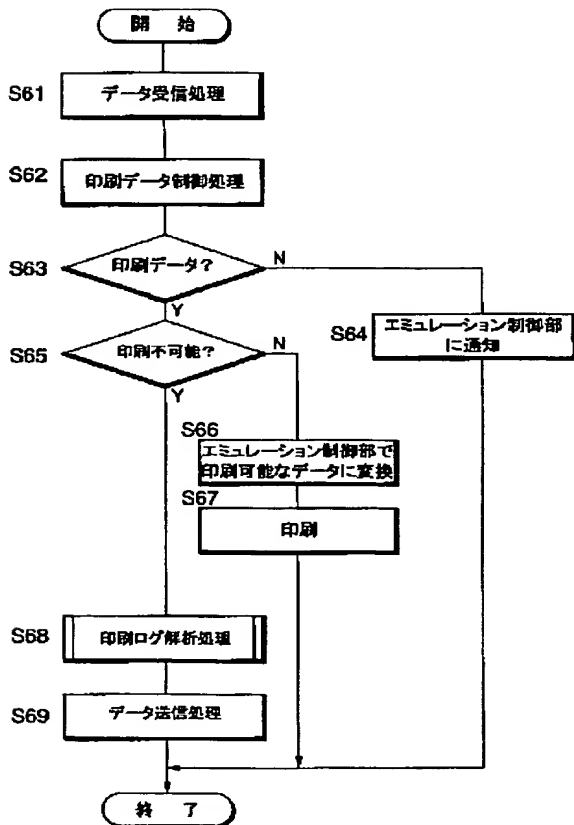 開 始
S61
データ受信処理
S62
印刷データ制御処理
S63
印刷データ?
N
Y
S64
エミュレーション制御部
に通知
S65
印刷不可能?
N
Y
S66
エミュレーション制御部で
印刷可能なデータに変換
S67
印刷
S68
印刷ログ解析処理
S69
データ送信処理
終 了